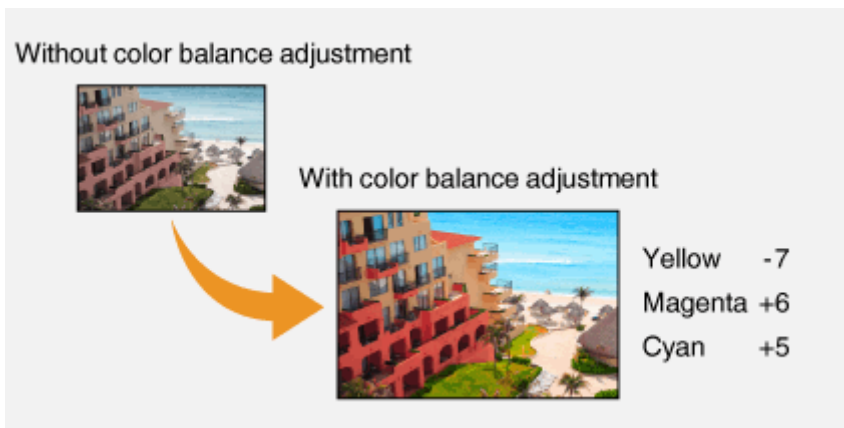 Without color balance adjustment
With color balance adjustment
Yellow -7
Magenta +6
Cyan +5